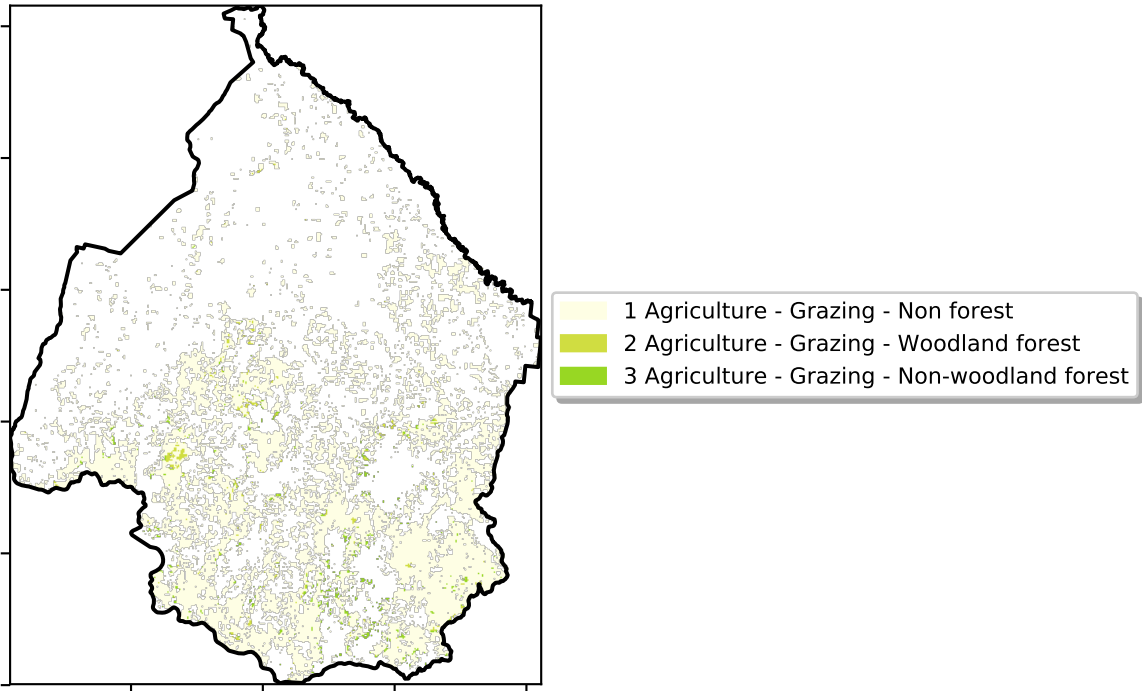 1 Agriculture - Grazing - Non forest
2 Agriculture - Grazing - Woodland forest
3 Agriculture - Grazing - Non-woodland forest